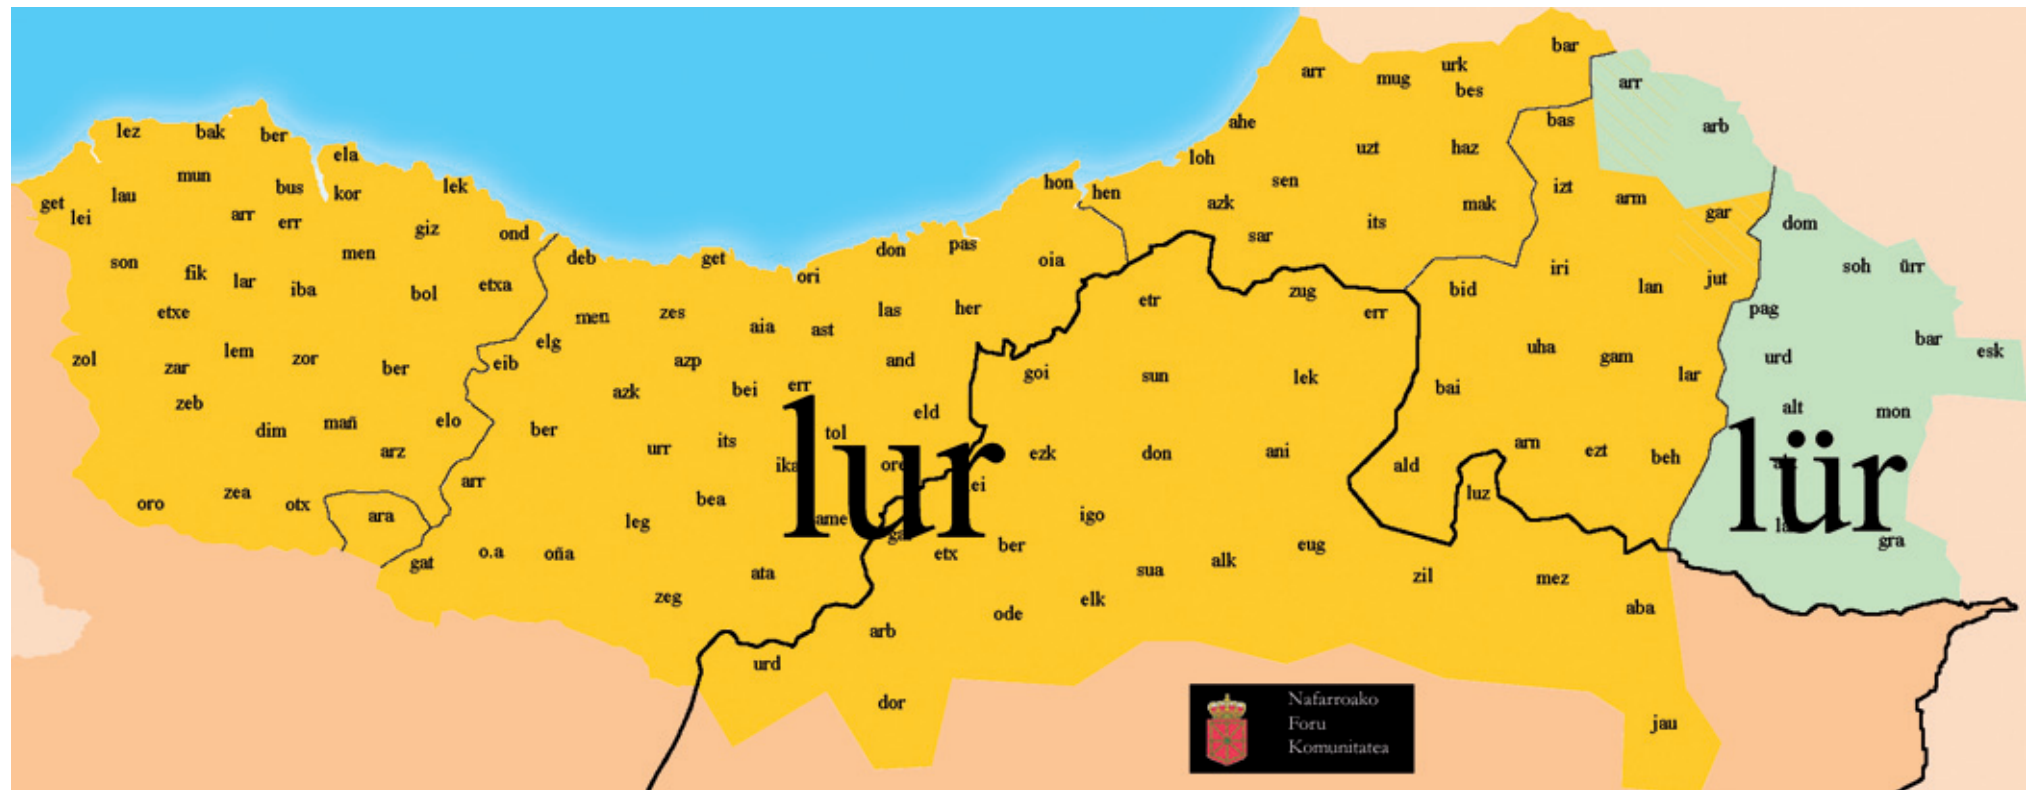 bar
arr mug urk arr
bes
lez bak ber ahe bas arb
ela loh uzt haz
mun bus kor lek hon hen sen izt
get lei lau arr err azk mak arm gar
giz ond sar its dom
son fik lar iba men bol etxa deb get ori don pas oia iri lan jut soh ürr
etxe men zes aia ast las her etr zug err bid pag
zol zar lem zor ber elg eib azp and goi sun lek uha gam lar urd bar esk
zeb azk bei err eld bai alt mon
dim mañ elo ber urr its tol ezk don ani arn ezt beh
arz arr ika ei ald luz
lur lür
oro zea otx ara leg bea ame igo
gat o.a oña ata etx ber sua alk eug zil mez gra
zeg ode elk aba
urd arb
dor jau
Nafarroako
Foru
Komunitatea